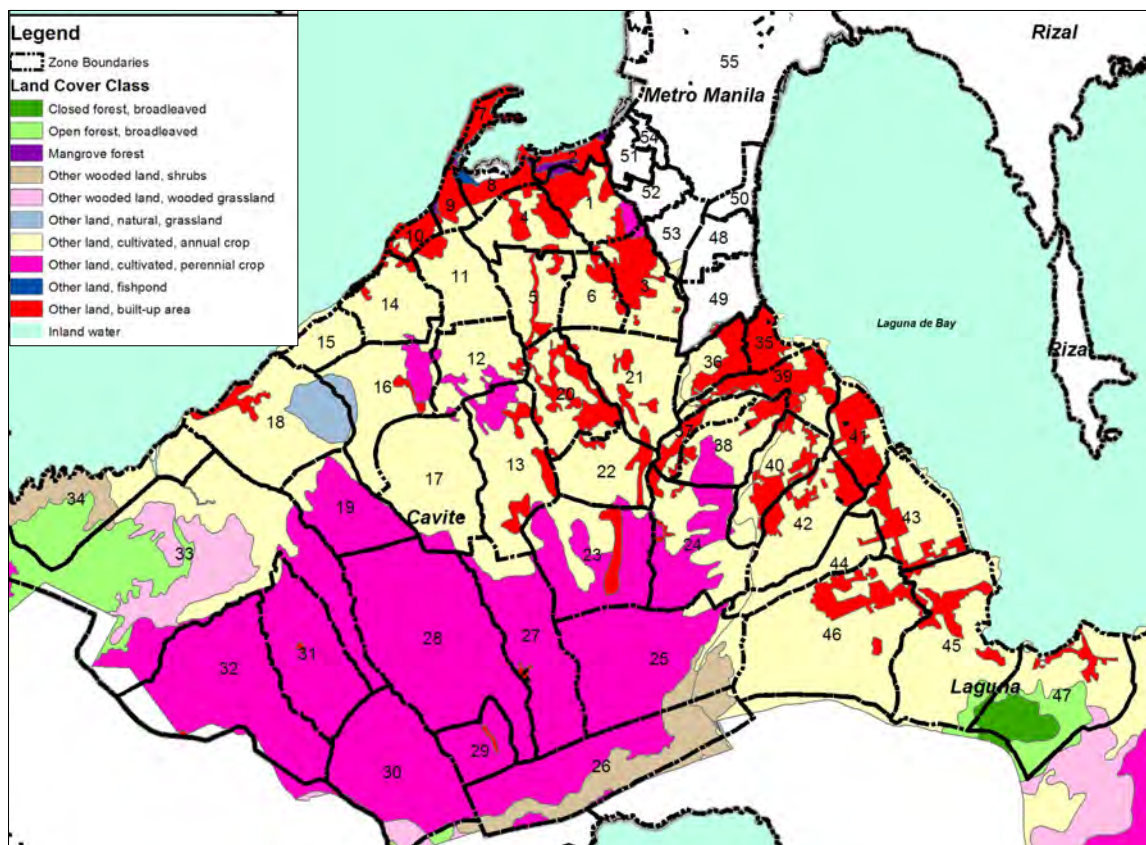 Legend
Zone Boundaries
Land Cover Class
Closed forest, broadleaved
Open forest, broadleaved
Mangrove forest
Other wooded land, shrubs
Other wooded land, wooded grassland
Other land, natural, grassland
Other land, cultivated, annual crop
Other land, cultivated, perennial crop
Other land, fishpond
Other land, built-up area
Inland water
Rizal
55
Metro Manila
7
54
51
8
52
50
9
4
1
53
48
10
11
5
6
3
49
14
Laguna de Bay
15
12
36
35
Rizal
16
21
39
20
18
37
41
38
13
22
40
17
34
19
Cavite
42
43
33
23
24
44
28
27
25
46
32
31
45
Laguna
47
29
26
30